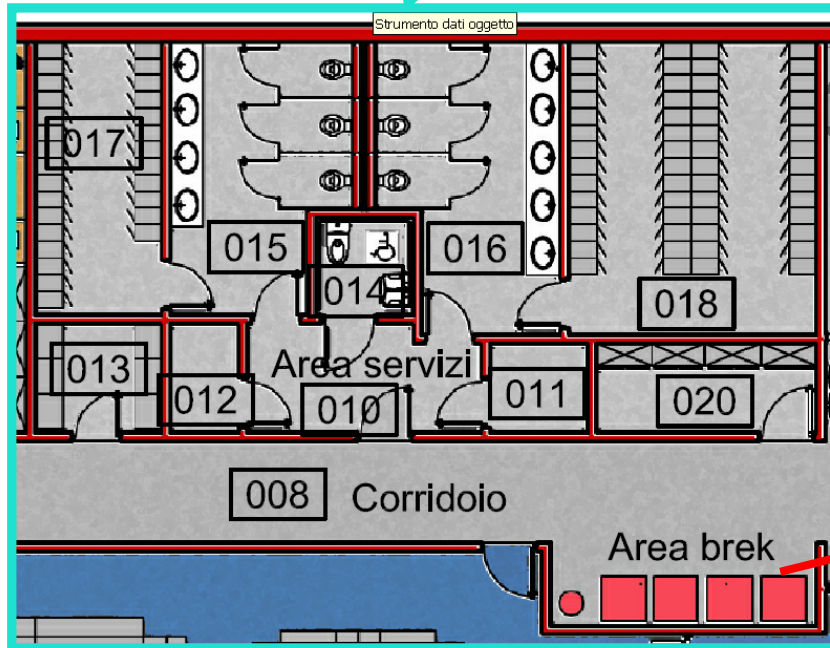 Strumento dati oggetto
017
015
016
014
018
013
012
Area servizi
010
011
020
008 Corridoio
Area brek